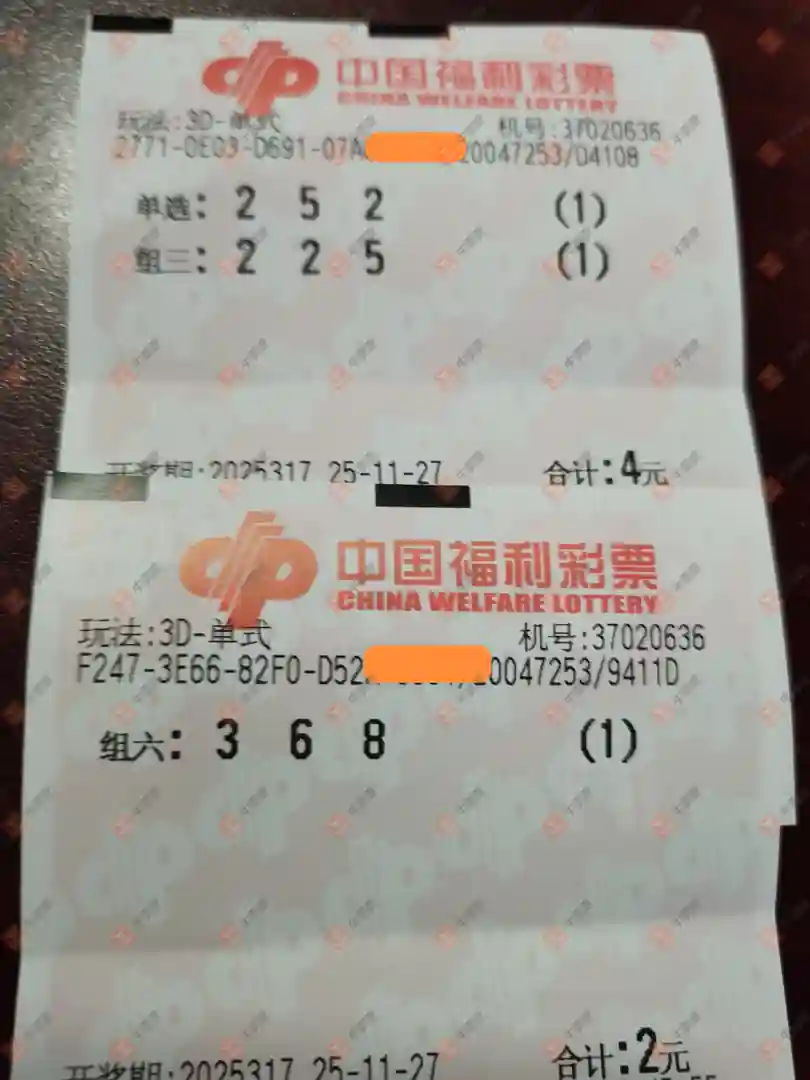 中国福利彩票
CHINA WELFARE LOTTERY
玩法:3D-单式 机号:37020636
2771-0E03-D691-07A 20047253/D4108
单选: 2 5 2 (1)
组三: 2 2 5 (1)
开奖期:2025317 25-11-27 合计:4元
中国福利彩票
CHINA WELFARE LOTTERY
玩法:3D-单式 机号:37020636
F247-3E66-82F0-D52 20047253/9411D
组六: 3 6 8 (1)
开奖期:2025317 25-11-27 合计:2元